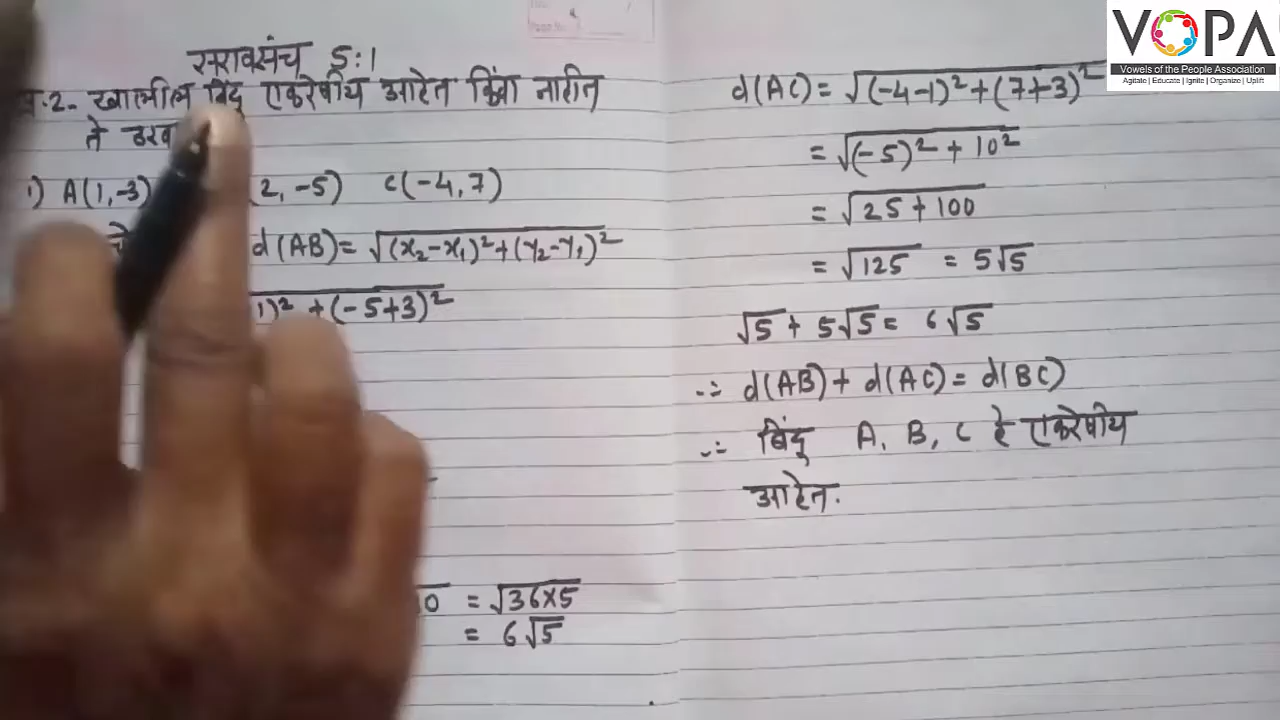 सरावसंच 5.1
प्र.2- खालील बिंदू एकरेषीय आहेत किंवा नाहीत
ते
1) A(1,-3) 2, -5) C(-4,7)
d(AB)= √(x₂-x₁)²+(y₂-y₁)²
1)² +(-5+3)²
0 = √36×5
= 6√5
d(AC)= √(-4-1)²+(7+3)²
= √(-5)²+10²
= √25+100
= √125 = 5√5
√5 + 5√5 = 6√5
∴ d(AB)+ d(AC)= d(BC)
∴ बिंदू A, B, C हे एकरेषीय
आहेत.
VOPA
Vowels of the People Association
Agitate | Educate | Ignite | Organize | Uplift